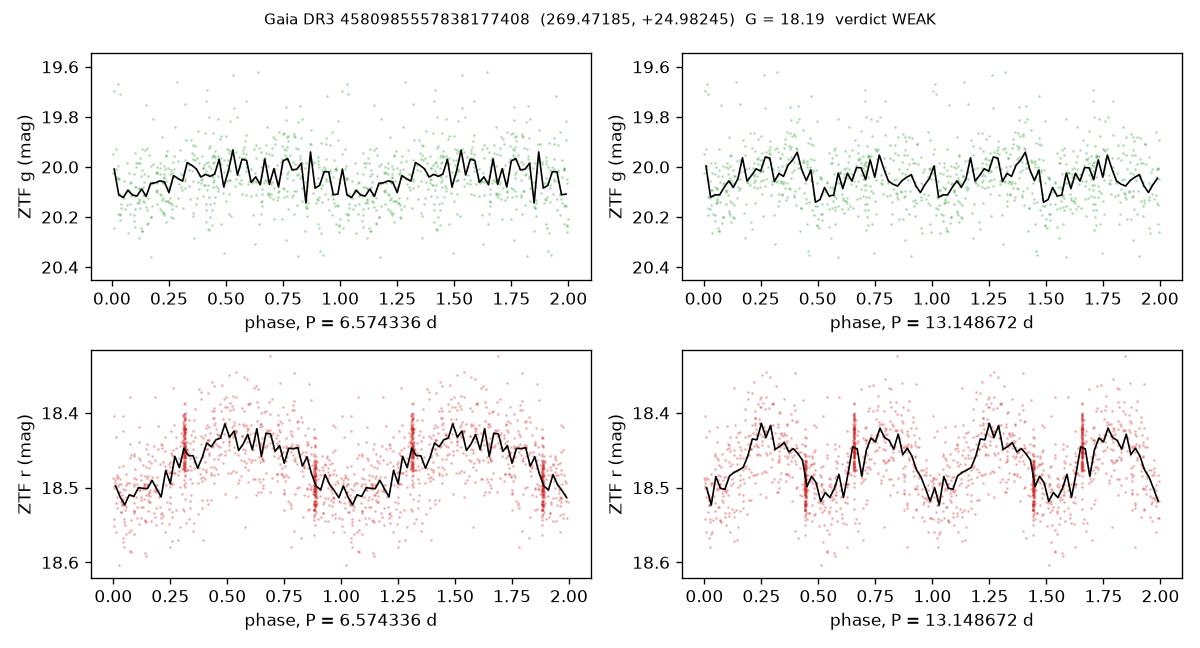 Gaia DR3 4580985557838177408 (269.47185, +24.98245) G = 18.19 verdict WEAK
ZTF g (mag)
19.6
19.8
20.0
20.2
20.4
0.00 0.25 0.50 0.75 1.00 1.25 1.50 1.75 2.00
phase, P = 6.574336 d
ZTF g (mag)
19.6
19.8
20.0
20.2
20.4
0.00 0.25 0.50 0.75 1.00 1.25 1.50 1.75 2.00
phase, P = 13.148672 d
ZTF r (mag)
18.4
18.5
18.6
0.00 0.25 0.50 0.75 1.00 1.25 1.50 1.75 2.00
phase, P = 6.574336 d
ZTF r (mag)
18.4
18.5
18.6
0.00 0.25 0.50 0.75 1.00 1.25 1.50 1.75 2.00
phase, P = 13.148672 d